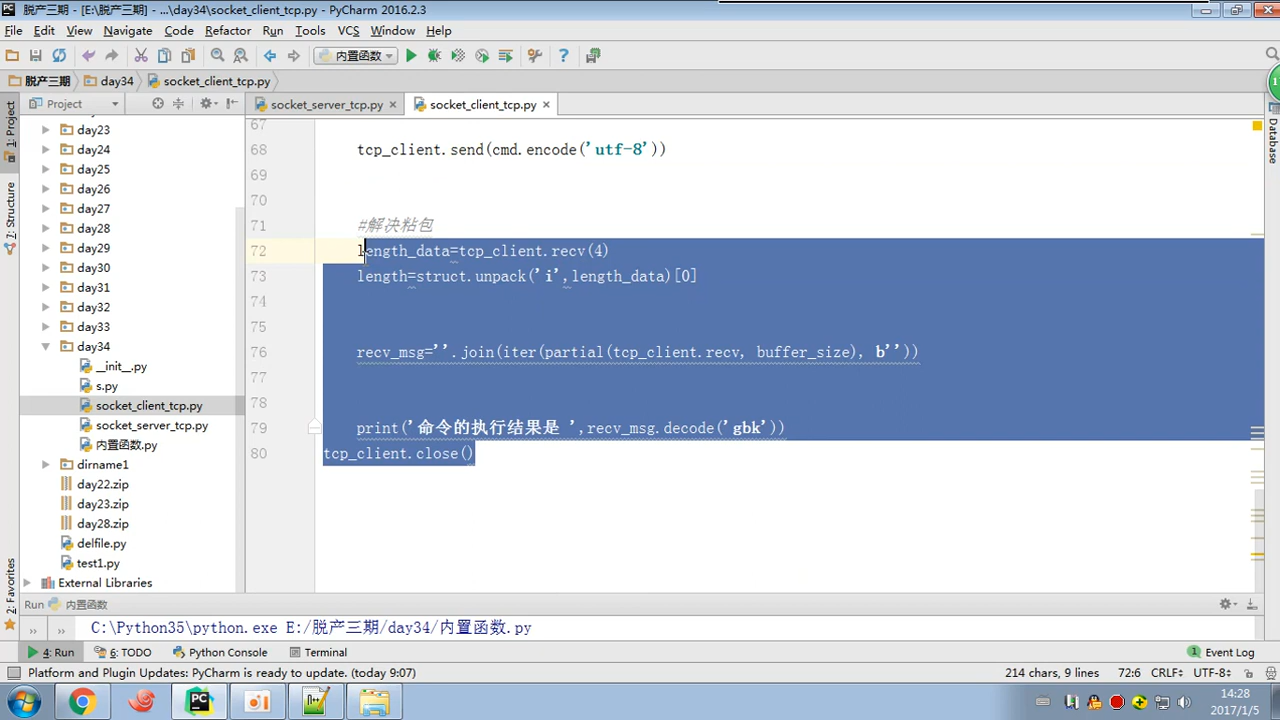 脱产三期 - [E:\脱产三期] - ...\day34\socket_client_tcp.py - PyCharm 2016.2.3
File Edit View Navigate Code Refactor Run Tools VCS Window Help
内置函数
脱产三期 day34 socket_client_tcp.py
Project socket_server_tcp.py socket_client_tcp.py
1: Project
2: Structure
2: Favorites
Database
day23
day24
day25
day26
day27
day28
day29
day30
day31
day32
day33
day34
__init__.py
s.py
socket_client_tcp.py
socket_server_tcp.py
内置函数.py
dirname1
day22.zip
day23.zip
day28.zip
delfile.py
test1.py
External Libraries
67
68 tcp_client.send(cmd.encode('utf-8'))
69
70
71 #解决粘包
72 length_data=tcp_client.recv(4)
73 length=struct.unpack('i',length_data)[0]
74
75
76 recv_msg=''.join(iter(partial(tcp_client.recv, buffer_size), b''))
77
78
79 print('命令的执行结果是 ',recv_msg.decode('gbk'))
80 tcp_client.close()
Run 内置函数
C:\Python35\python.exe E:/脱产三期/day34/内置函数.py
4: Run 6: TODO Python Console Terminal 1 Event Log
Platform and Plugin Updates: PyCharm is ready to update. (today 9:07) 214 chars, 9 lines 72:6 CRLF÷ UTF-8÷
14:28
2017/1/5